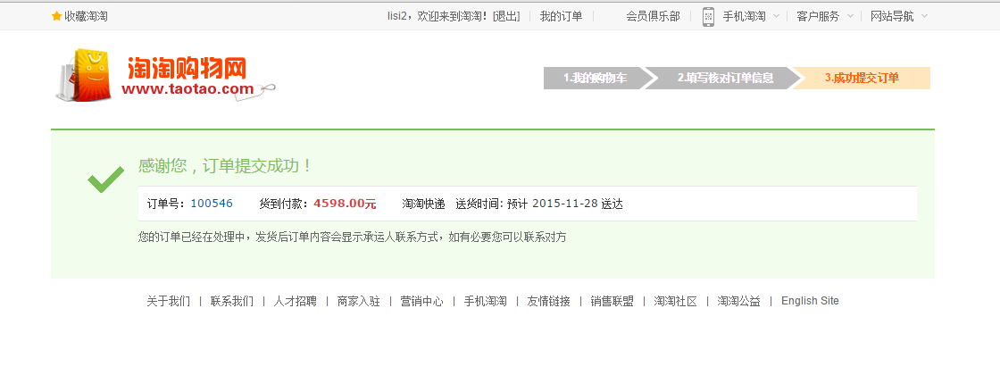 收藏淘淘 lisi2，欢迎来到淘淘！[退出] 我的订单 会员俱乐部 手机淘淘 客户服务 网站导航
淘淘购物网
www.taotao.com
1.我的购物车 2.填写核对订单信息 3.成功提交订单
感谢您，订单提交成功！
订单号：100546 货到付款：4598.00元 淘淘快递 送货时间: 预计 2015-11-28 送达
您的订单已经在处理中，发货后订单内容会显示承运人联系方式，如有必要您可以联系对方
关于我们 | 联系我们 | 人才招聘 | 商家入驻 | 营销中心 | 手机淘淘 | 友情链接 | 销售联盟 | 淘淘社区 | 淘淘公益 | English Site